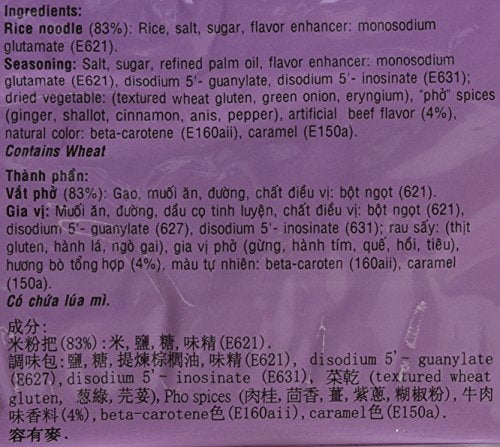 Ingredients:
Rice noodle (83%): Rice, salt, sugar, flavor enhancer: monosodium
glutamate (E621).
Seasoning: Salt, sugar, refined palm oil, flavor enhancer: monosodium
glutamate (E621), disodium 5'- guanylate, disodium 5'- inosinate (E631);
dried vegetable: (textured wheat gluten, green onion, eryngium), "phở" spices
(ginger, shallot, cinnamon, anis, pepper), artificial beef flavor (4%),
natural color: beta-carotene (E160aii), caramel (E150a).
Contains Wheat
Thành phần:
Vắt phở (83%): Gạo, muối ăn, đường, chất điều vị: bột ngọt (621).
Gia vị: Muối ăn, đường, dầu cọ tinh luyện, chất điều vị: bột ngọt (621),
disodium 5'- guanylate (627), disodium 5'- inosinate (631); rau sấy: (thịt
gluten, hành lá, ngò gai), gia vị phở (gừng, hành tím, quế, hồi, tiêu),
hương bò tổng hợp (4%), màu tự nhiên: beta-caroten (160aii), caramel
(150a).
Có chứa lúa mì.
成分:
米粉把(83%):米,鹽,糖,味精(E621).
調味包:鹽,糖,提煉棕櫚油,味精(E621), disodium 5'- guanylate
(E627),disodium 5'- inosinate (E631), 菜乾 (textured wheat
gluten, 蔥綠,芫荽), Pho spices (肉桂,茴香,薑,紫蔥,糊椒粉),牛肉
味香料(4%),beta-carotene色(E160aii),caramel色(E150a).
容有麥.